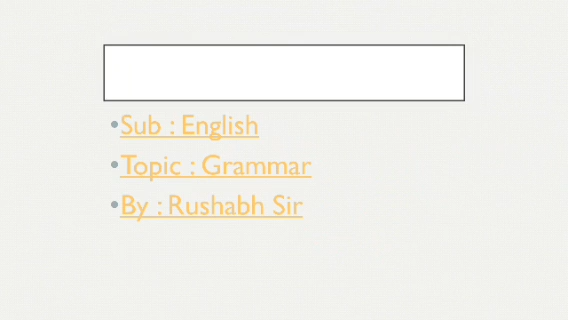 •Sub : English
•Topic : Grammar
•By : Rushabh Sir